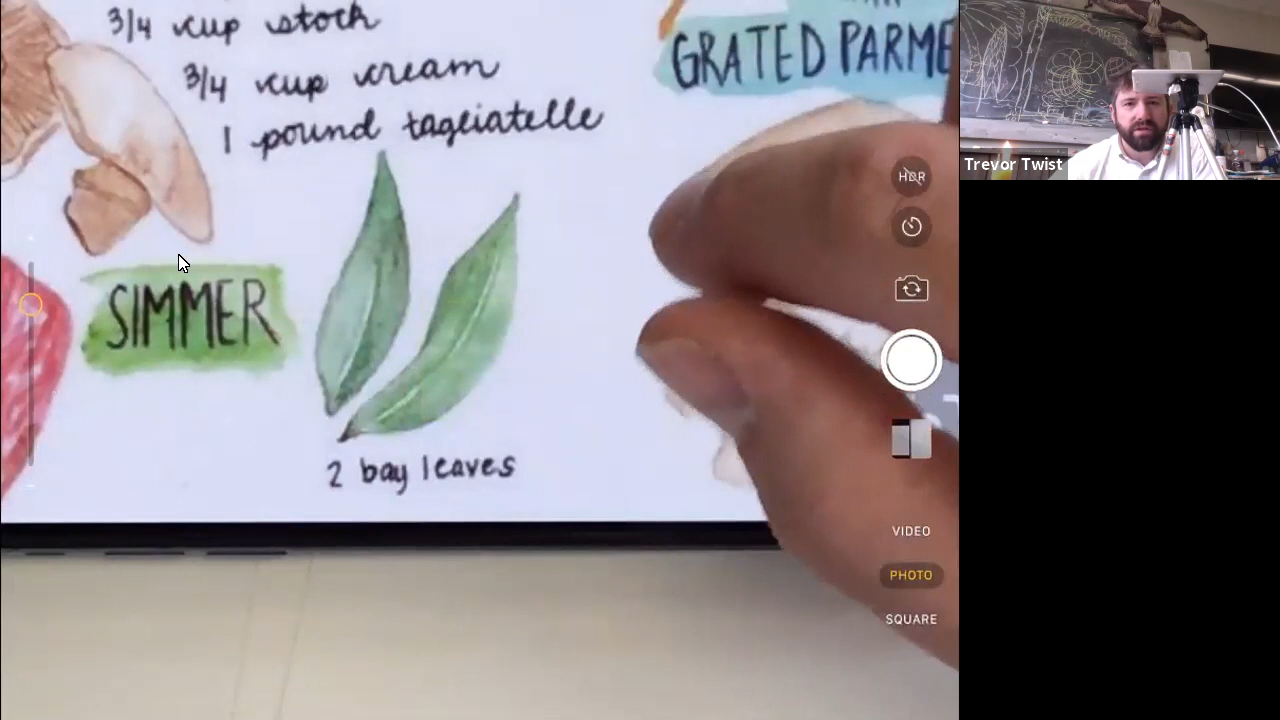 3/4 cup stock
3/4 cup cream
1 pound tagliatelle
GRATED PARME
SIMMER
2 bay leaves
HDR
VIDEO
PHOTO
SQUARE
Trevor Twist